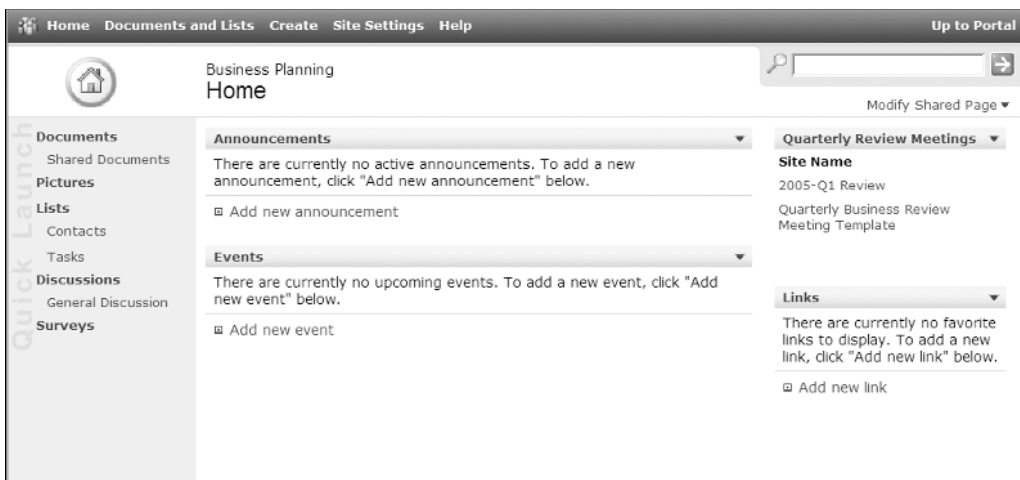 Home Documents and Lists Create Site Settings Help
Up to Portal
Business Planning
Home
Modify Shared Page
Quick Launch
Documents
Shared Documents
Pictures
Lists
Contacts
Tasks
Discussions
General Discussion
Surveys
Announcements
There are currently no active announcements. To add a new
announcement, click "Add new announcement" below.
Add new announcement
Events
There are currently no upcoming events. To add a new event, click "Add
new event" below.
Add new event
Quarterly Review Meetings
Site Name
2005-Q1 Review
Quarterly Business Review
Meeting Template
Links
There are currently no favorite
links to display. To add a new
link, click "Add new link" below.
Add new link